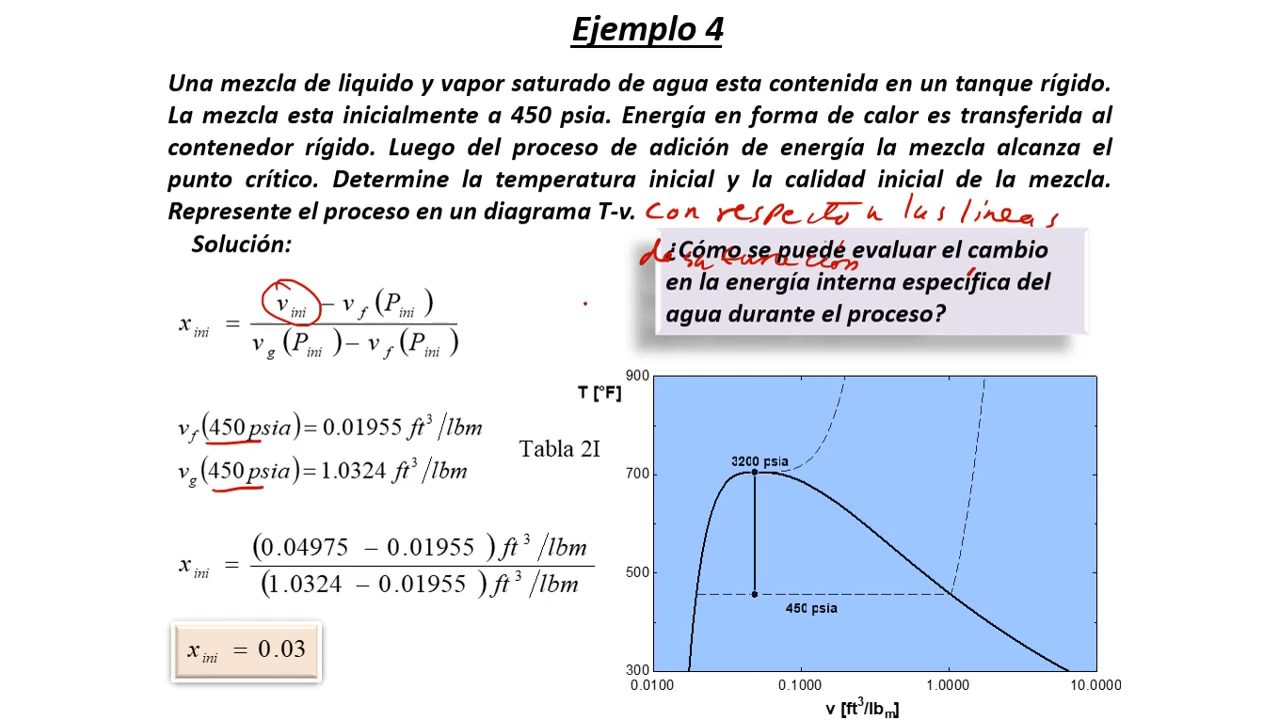 Ejemplo 4
Una mezcla de liquido y vapor saturado de agua esta contenida en un tanque rígido.
La mezcla esta inicialmente a 450 psia. Energía en forma de calor es transferida al
contenedor rígido. Luego del proceso de adición de energía la mezcla alcanza el
punto crítico. Determine la temperatura inicial y la calidad inicial de la mezcla.
Represente el proceso en un diagrama T-v. con respecto a las líneas
de saturación
Solución:
¿Cómo se puede evaluar el cambio
en la energía interna específica del
agua durante el proceso?
x_ini = (v_ini − v_f (P_ini)) / (v_g (P_ini) − v_f (P_ini))
v_f (450 psia) = 0.01955 ft³/lbm
v_g (450 psia) = 1.0324 ft³/lbm
Tabla 2I
x_ini = (0.04975 − 0.01955) ft³/lbm / (1.0324 − 0.01955) ft³/lbm
x_ini = 0.03
T [°F]
900
700
500
300
3200 psia
450 psia
0.0100 0.1000 1.0000 10.0000
v [ft³/lb_m]